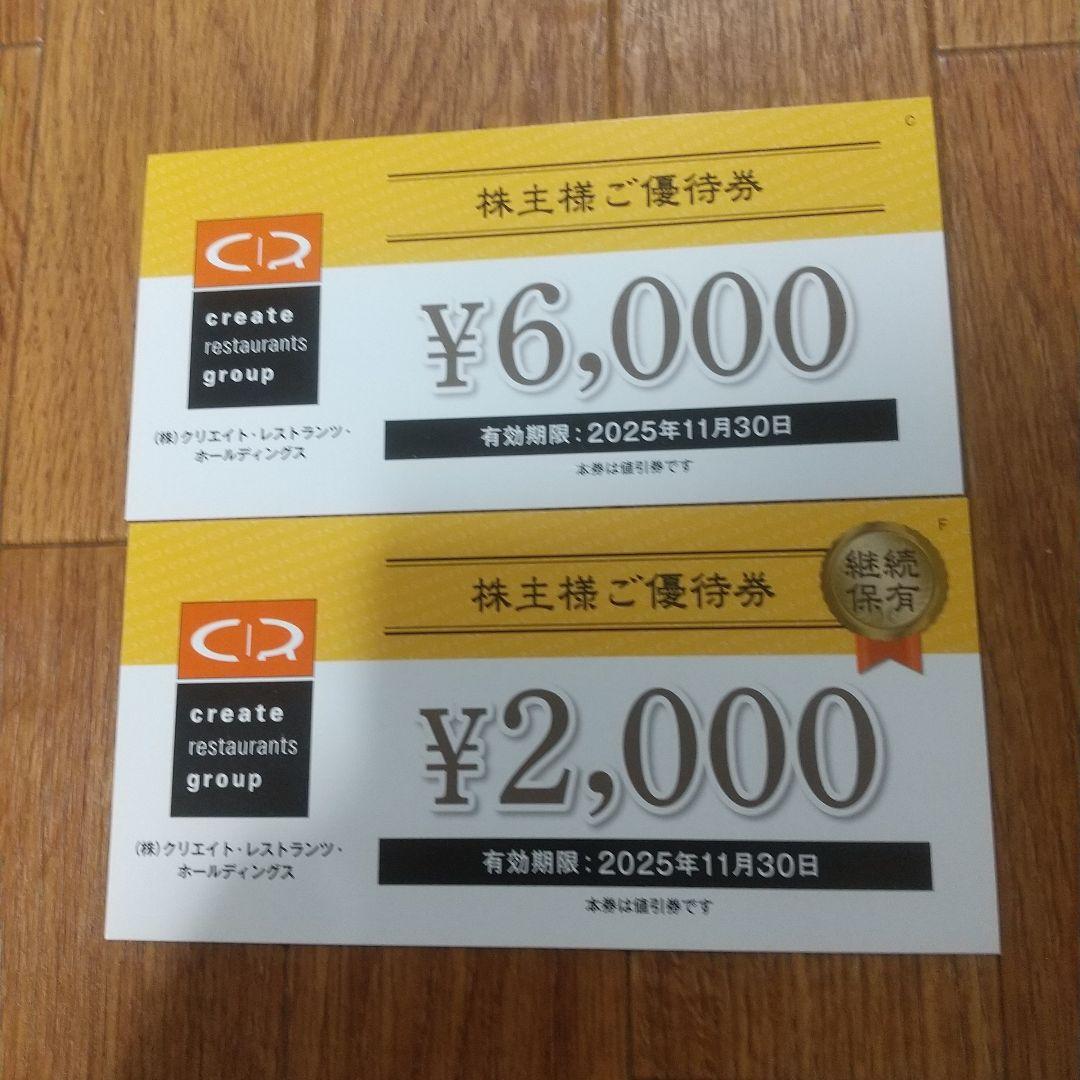 C
株主様ご優待券
CR
create
restaurants
group
(株)クリエイト・レストランツ・
ホールディングス
¥6,000
有効期限:2025年11月30日
本券は値引券です
F
継続
保有
株主様ご優待券
CR
create
restaurants
group
(株)クリエイト・レストランツ・
ホールディングス
¥2,000
有効期限:2025年11月30日
本券は値引券です